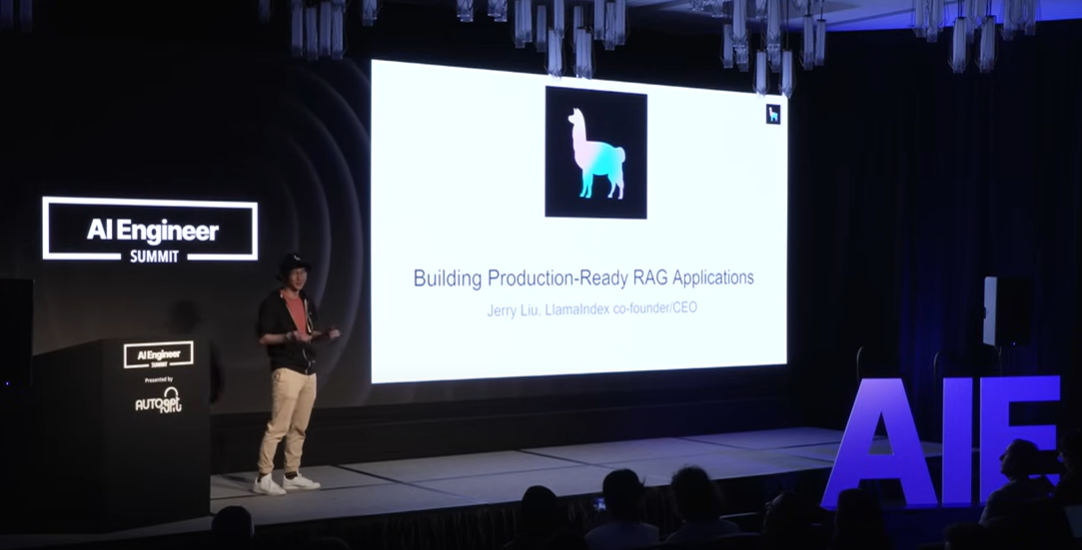 AI Engineer
SUMMIT
AI Engineer
SUMMIT
Presented by
AUTOGPT
Building Production-Ready RAG Applications
Jerry Liu, LlamaIndex co-founder/CEO
AIE